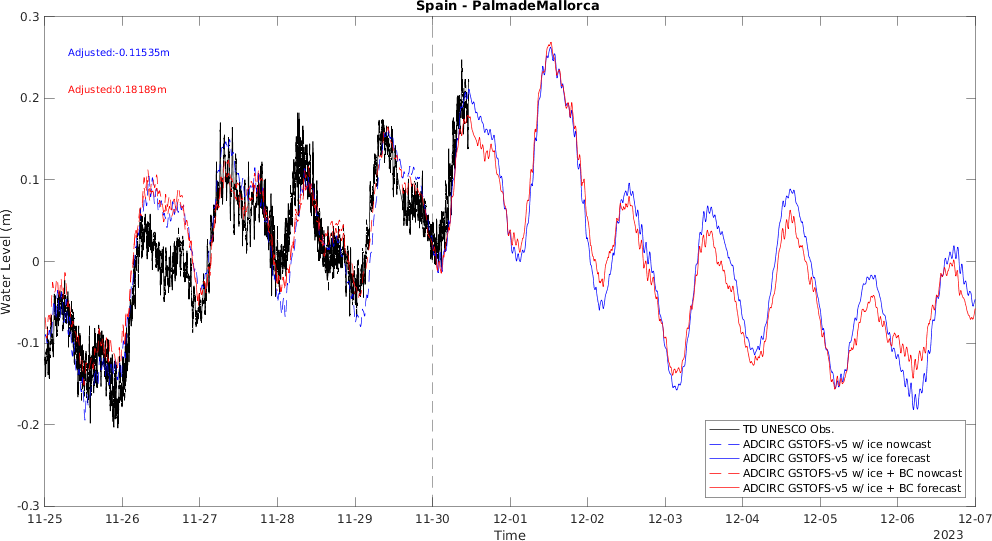 Spain - PalmadeMallorca
Adjusted:-0.11535m
Adjusted:0.18189m
Water Level (m)
0.3
0.2
0.1
0
-0.1
-0.2
-0.3
TD UNESCO Obs.
ADCIRC GSTOFS-v5 w/ ice nowcast
ADCIRC GSTOFS-v5 w/ ice forecast
ADCIRC GSTOFS-v5 w/ ice + BC nowcast
ADCIRC GSTOFS-v5 w/ ice + BC forecast
11-25 11-26 11-27 11-28 11-29 11-30 12-01 12-02 12-03 12-04 12-05 12-06 12-07
Time
2023